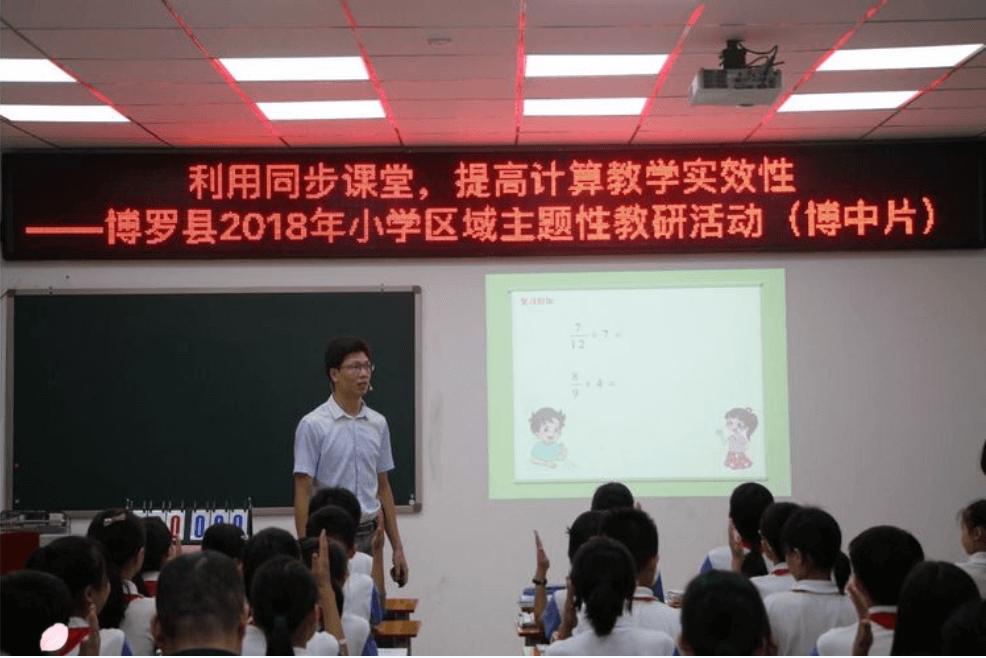 利用同步课堂，提高计算教学实效性
——博罗县2018年小学区域主题性教研活动（博中片）
7
12 ÷ 7 =
8
9 ÷ 4 =